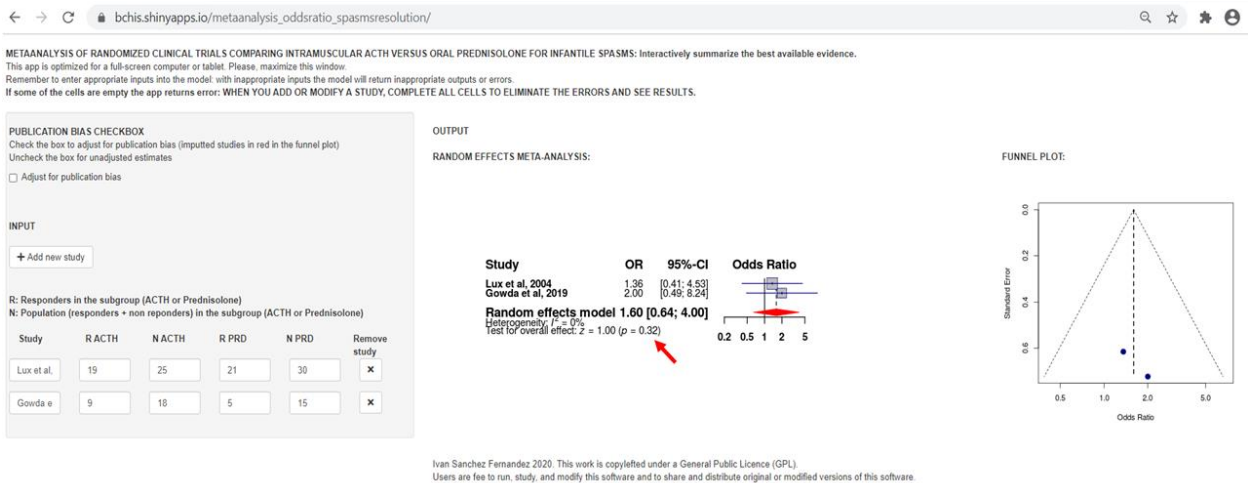 bchis.shinyapps.io/metaanalysis_oddsratio_spasmsresolution/
METAANALYSIS OF RANDOMIZED CLINICAL TRIALS COMPARING INTRAMUSCULAR ACTH VERSUS ORAL PREDNISOLONE FOR INFANTILE SPASMS: Interactively summarize the best available evidence.
This app is optimized for a full-screen computer or tablet. Please, maximize this window.
Remember to enter appropriate inputs into the model: with inappropriate inputs the model will return inappropriate outputs or errors.
If some of the cells are empty the app returns error: WHEN YOU ADD OR MODIFY A STUDY, COMPLETE ALL CELLS TO ELIMINATE THE ERRORS AND SEE RESULTS.
PUBLICATION BIAS CHECKBOX
Check the box to adjust for publication bias (imputted studies in red in the funnel plot)
Uncheck the box for unadjusted estimates
Adjust for publication bias
INPUT
+ Add new study
R: Responders in the subgroup (ACTH or Prednisolone)
N: Population (responders + non reponders) in the subgroup (ACTH or Prednisolone)
Study R ACTH N ACTH R PRD N PRD Remove study
Lux et al, 19 25 21 30 x
Gowda e 9 18 5 15 x
OUTPUT
RANDOM EFFECTS META-ANALYSIS:
Study OR 95%-CI Odds Ratio
Lux et al, 2004 1.36 [0.41; 4.53]
Gowda et al, 2019 2.00 [0.49; 8.24]
Random effects model 1.60 [0.64; 4.00]
Heterogeneity: I² = 0%
Test for overall effect: z = 1.00 (p = 0.32)
0.2 0.5 1 2 5
FUNNEL PLOT:
Standard Error
0.0
0.2
0.4
0.6
0.5 1.0 2.0 5.0
Odds Ratio
Ivan Sanchez Fernandez 2020. This work is copylefted under a General Public Licence (GPL).
Users are fee to run, study, and modify this software and to share and distribute original or modified versions of this software.